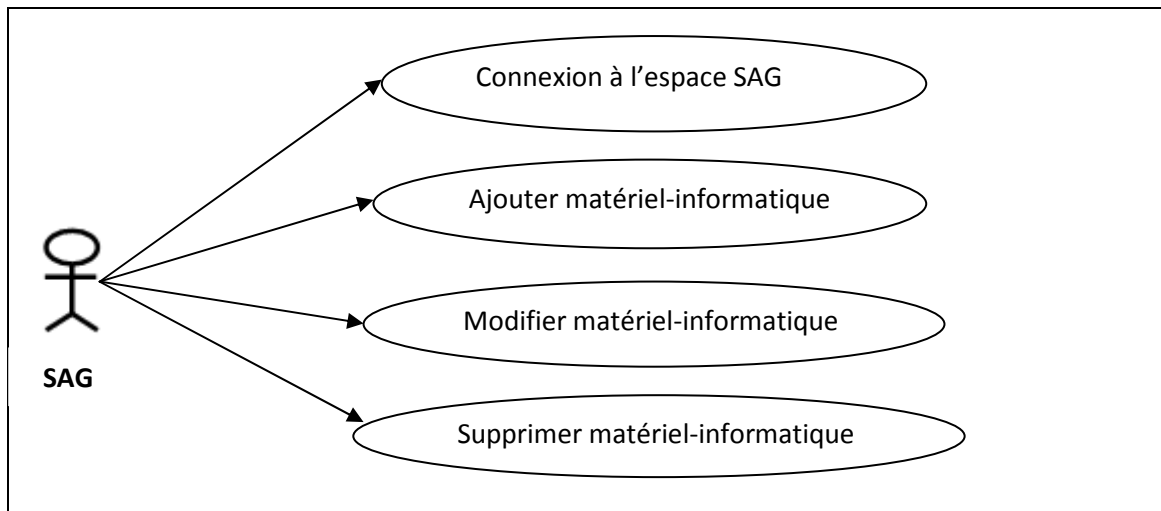 Connexion à l’espace SAG
Ajouter matériel-informatique
Modifier matériel-informatique
SAG
Supprimer matériel-informatique